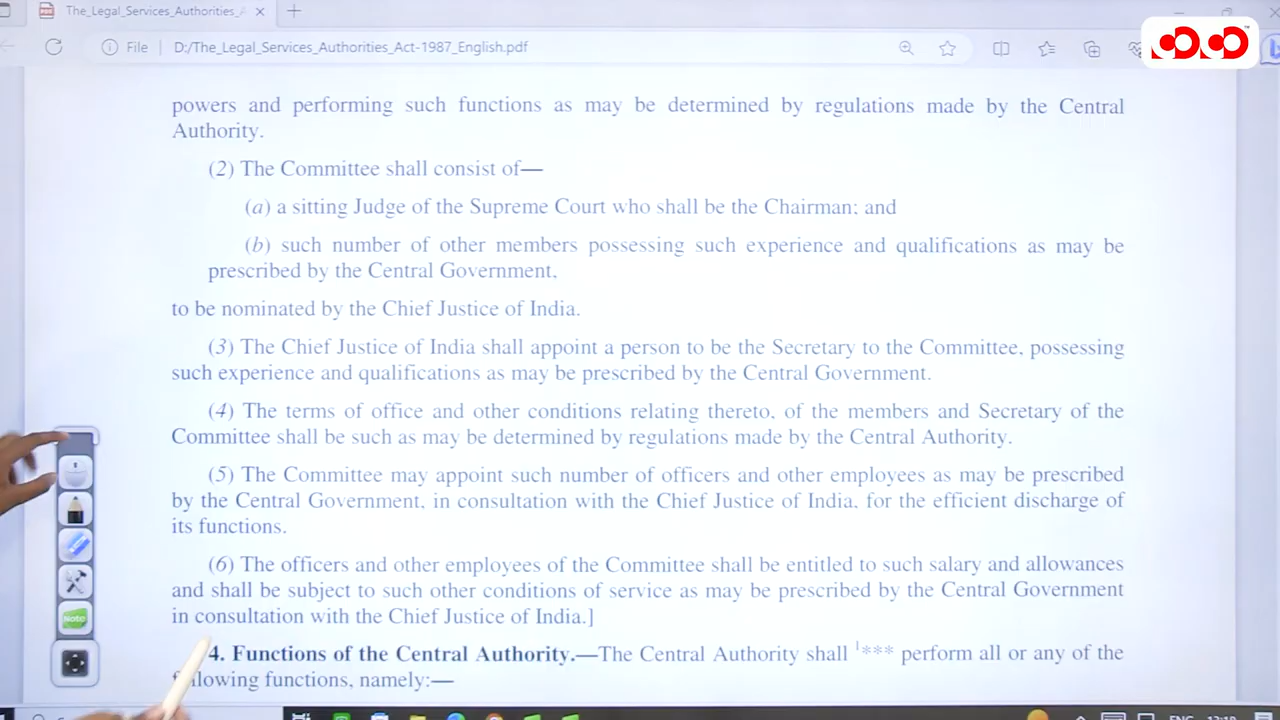 The_Legal_Services_Authorities_A
File
D:/The_Legal_Services_Authorities_Act-1987_English.pdf
powers and performing such functions as may be determined by regulations made by the Central
Authority.
(2) The Committee shall consist of—
(a) a sitting Judge of the Supreme Court who shall be the Chairman; and
(b) such number of other members possessing such experience and qualifications as may be
prescribed by the Central Government,
to be nominated by the Chief Justice of India.
(3) The Chief Justice of India shall appoint a person to be the Secretary to the Committee, possessing
such experience and qualifications as may be prescribed by the Central Government.
(4) The terms of office and other conditions relating thereto, of the members and Secretary of the
Committee shall be such as may be determined by regulations made by the Central Authority.
(5) The Committee may appoint such number of officers and other employees as may be prescribed
by the Central Government, in consultation with the Chief Justice of India, for the efficient discharge of
its functions.
(6) The officers and other employees of the Committee shall be entitled to such salary and allowances
and shall be subject to such other conditions of service as may be prescribed by the Central Government
in consultation with the Chief Justice of India.]
4. Functions of the Central Authority.—The Central Authority shall 1*** perform all or any of the
following functions, namely:—
Note